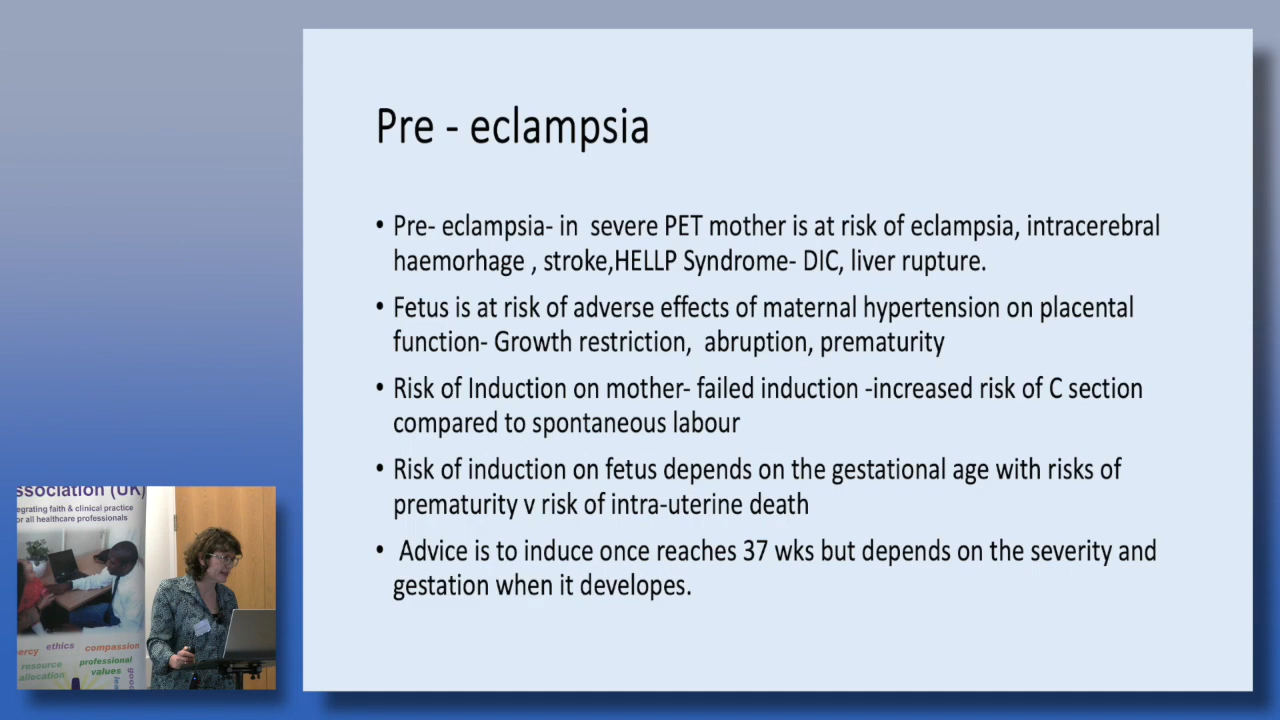 Pre - eclampsia
• Pre- eclampsia- in severe PET mother is at risk of eclampsia, intracerebral
haemorhage , stroke,HELLP Syndrome- DIC, liver rupture.
• Fetus is at risk of adverse effects of maternal hypertension on placental
function- Growth restriction, abruption, prematurity
• Risk of Induction on mother- failed induction -increased risk of C section
compared to spontaneous labour
• Risk of induction on fetus depends on the gestational age with risks of
prematurity v risk of intra-uterine death
• Advice is to induce once reaches 37 wks but depends on the severity and
gestation when it developes.
ssociation (UK)
egrating faith & clinical practice
or all healthcare professionals
ercy ethics compassion
resource professional
allocation values